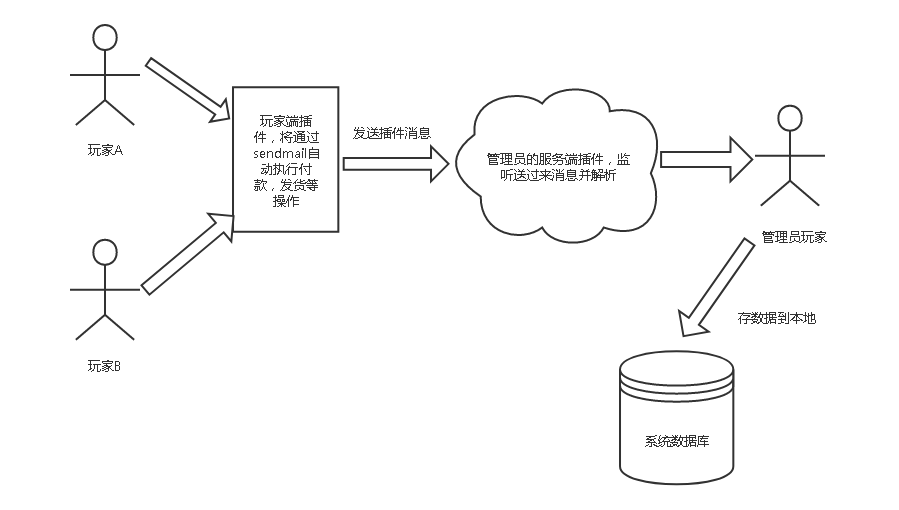 玩家A
玩家端插
件，将通过
sendmail自
动执行付
款，发货等
操作
发送插件消息
管理员的服务端插件，监
听送过来消息并解析
管理员玩家
玩家B
存数据到本地
系统数据库